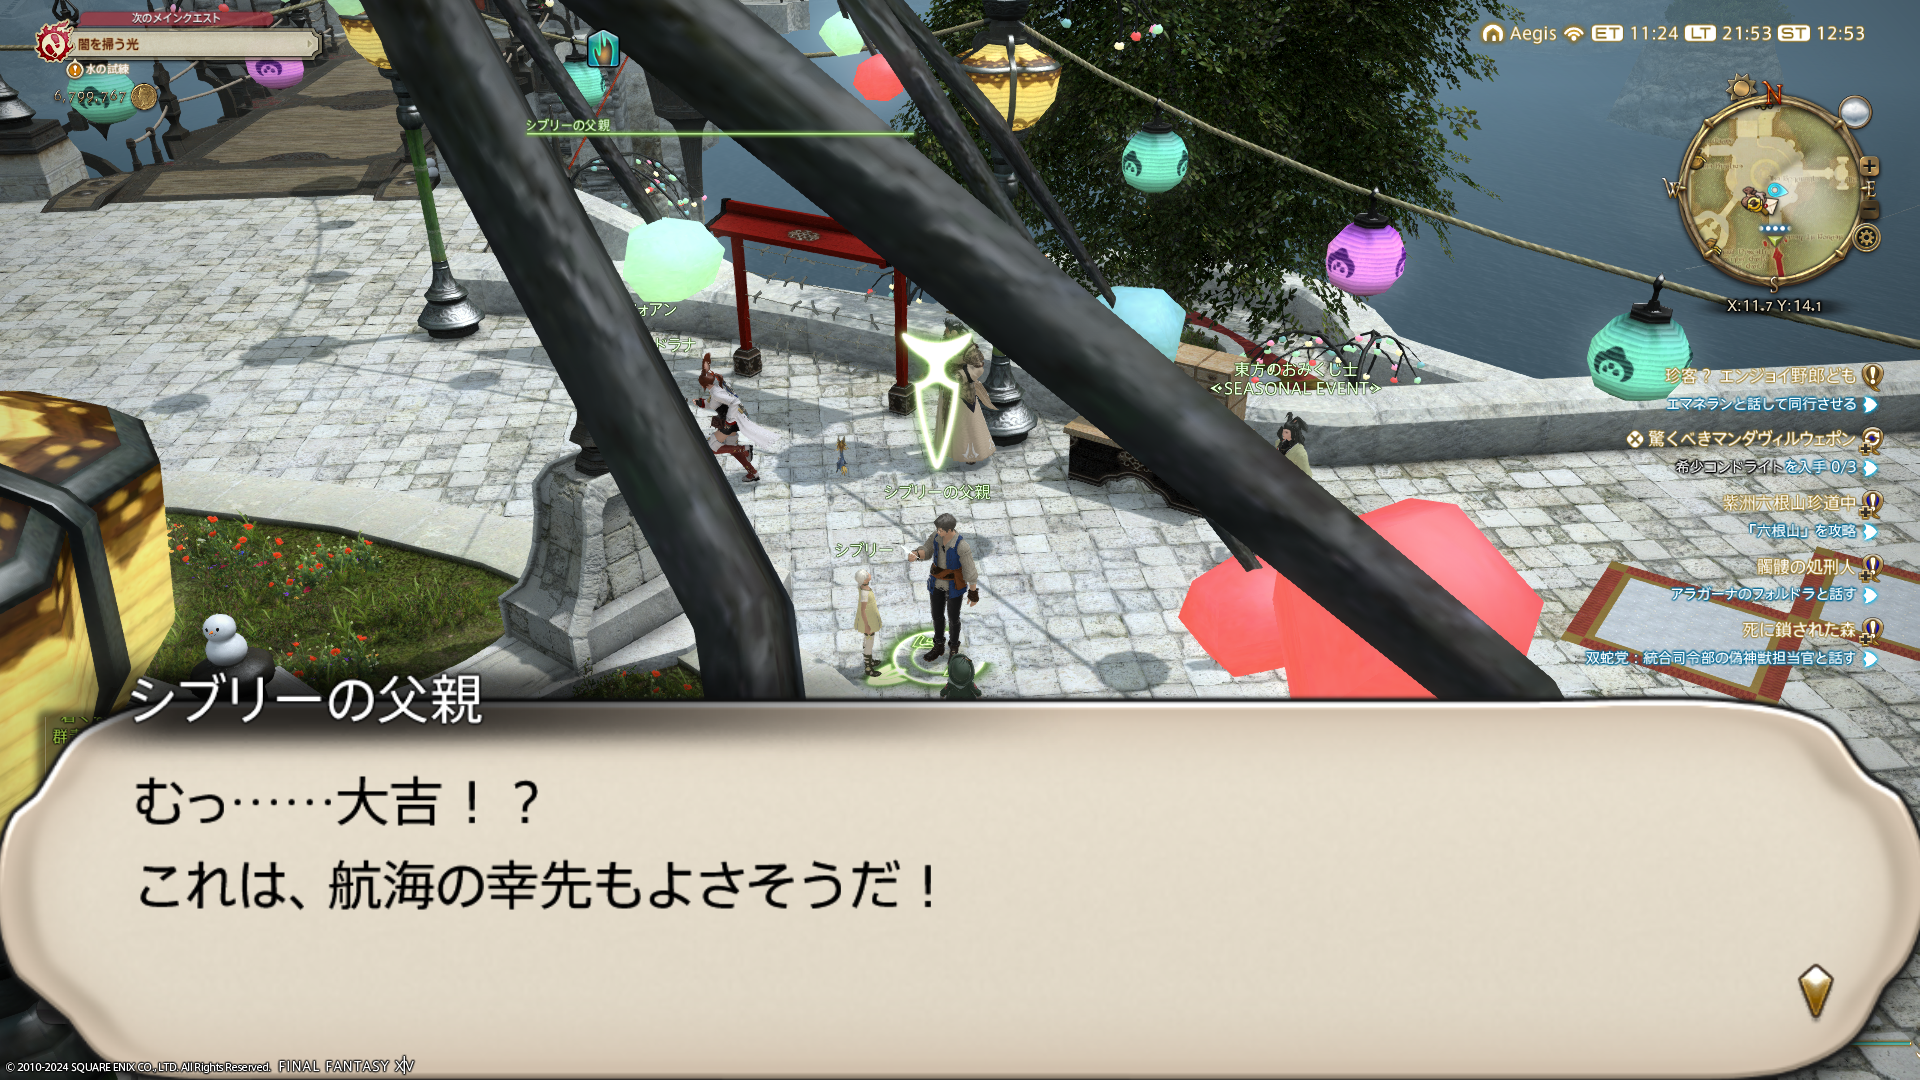 次のメインクエスト
闇を掃う光
水の試練
6,799,767
Aegis ET 11:24 LT 21:53 ST 12:53
N
W
E
S
X:11.7 Y:14.1
シブリーの父親
ォアン
ドラナ
東方のおみくじ士
<SEASONAL EVENT>
シブリーの父親
シブリー
珍客? エンジョイ野郎ども
エマネランと話して同行させる
驚くべきマンダヴィルウェポン
希少コンドライトを入手 0/3
紫洲六根山珍道中
「六根山」を攻略
髑髏の処刑人
アラガーナのフォルドラと話す
死に鎖された森
双蛇党:統合司令部の偽神獣担当官と話す
シブリーの父親
むっ……大吉!?
これは、航海の幸先もよさそうだ!
© 2010-2024 SQUARE ENIX CO., LTD. All Rights Reserved. FINAL FANTASY XIV